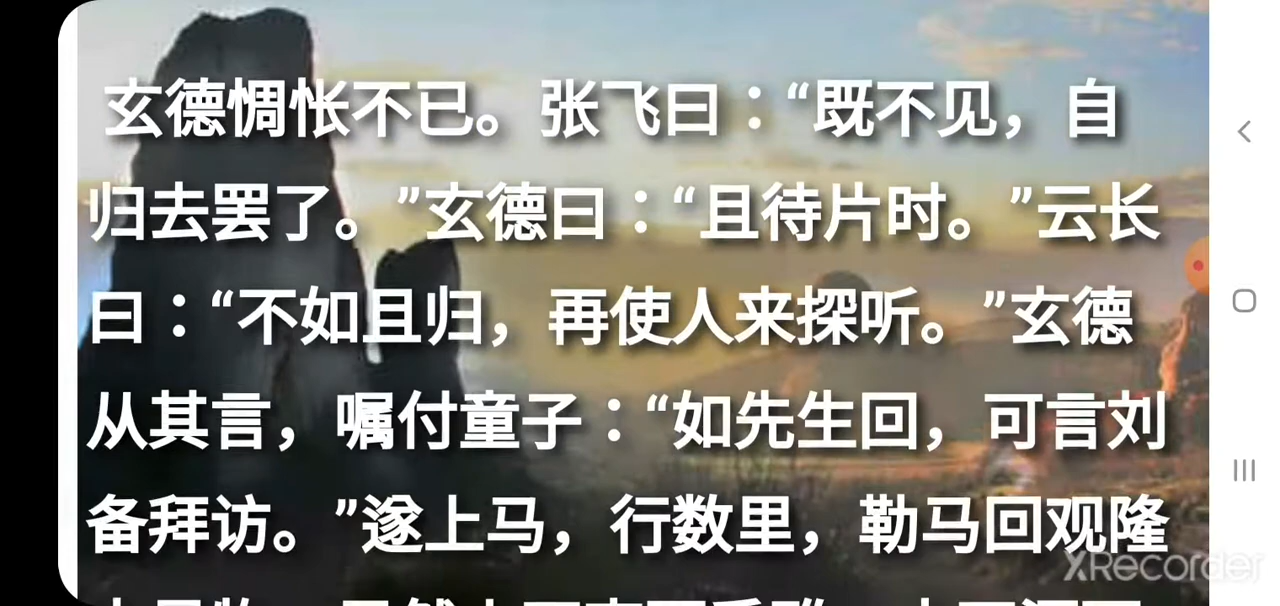 玄德惆怅不已。张飞曰：“既不见，自
归去罢了。”玄德曰：“且待片时。”云长
曰：“不如且归，再使人来探听。”玄德
从其言，嘱付童子：“如先生回，可言刘
备拜访。”遂上马，行数里，勒马回观隆
XRecorder